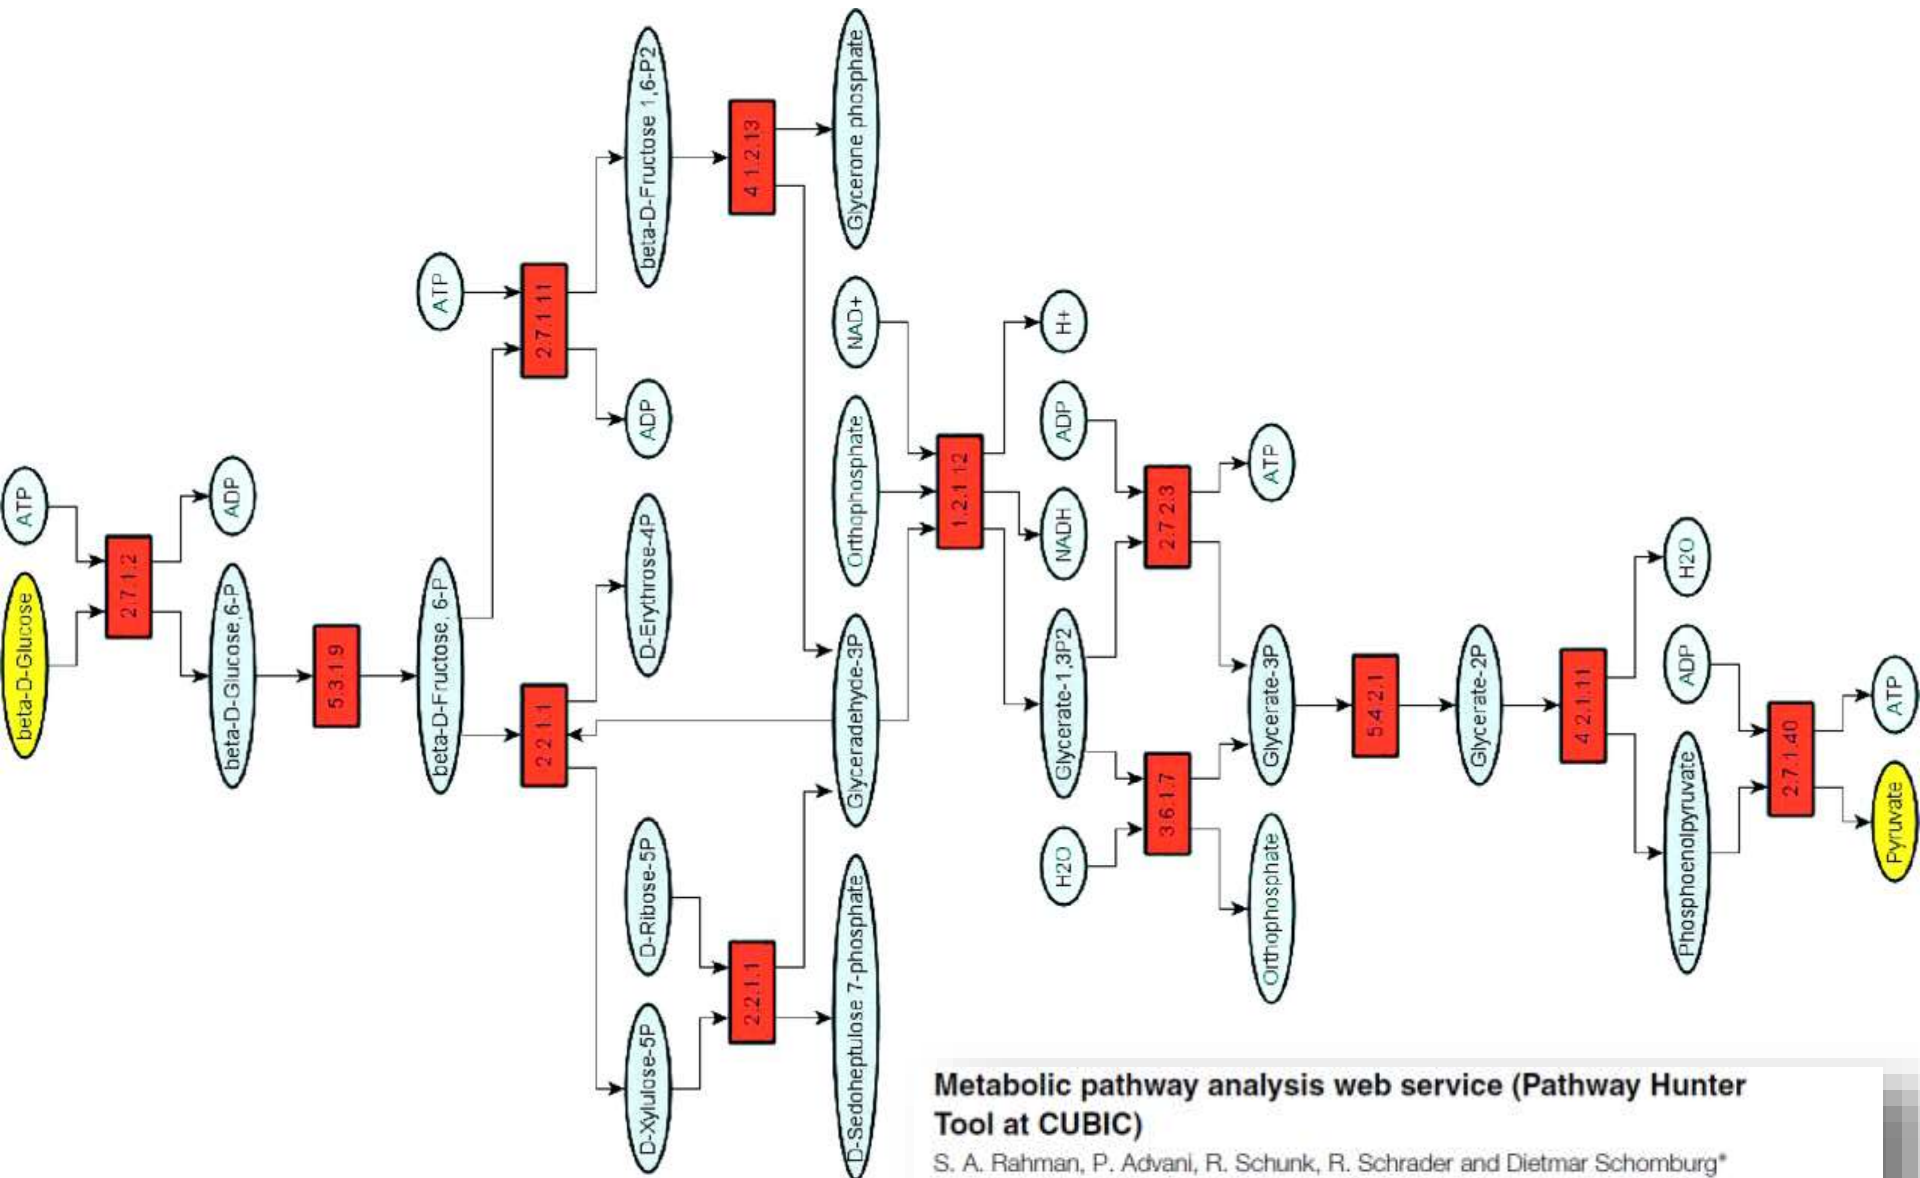 beta-D-Glucose
ATP
2.7.1.2
beta-D-Glucose,6-P
ADP
5.3.1.9
beta-D-Fructose, 6-P
ATP
2.2.1.1
2.7.1.11
D-Xylulose-5P
D-Ribose-5P
D-Erythrose-4P
ADP
beta-D-Fructose 1,6-P2
2.2.1.1
4.1.2.13
D-Sedoheptulose 7-phosphate
Glyceradehyde-3P
Orthophosphate
NAD+
Glycerone phosphate
1.2.1.12
H2O
Glycerate-1,3P2
NADH
ADP
H+
3.6.1.7
2.7.2.3
Orthophosphate
Glycerate-3P
ATP
5.4.2.1
Glycerate-2P
4.2.1.11
Phosphoenolpyruvate
ADP
H2O
2.7.1.40
Pyruvate
ATP
Metabolic pathway analysis web service (Pathway Hunter
Tool at CUBIC)
S. A. Rahman, P. Advani, R. Schunk, R. Schrader and Dietmar Schomburg*